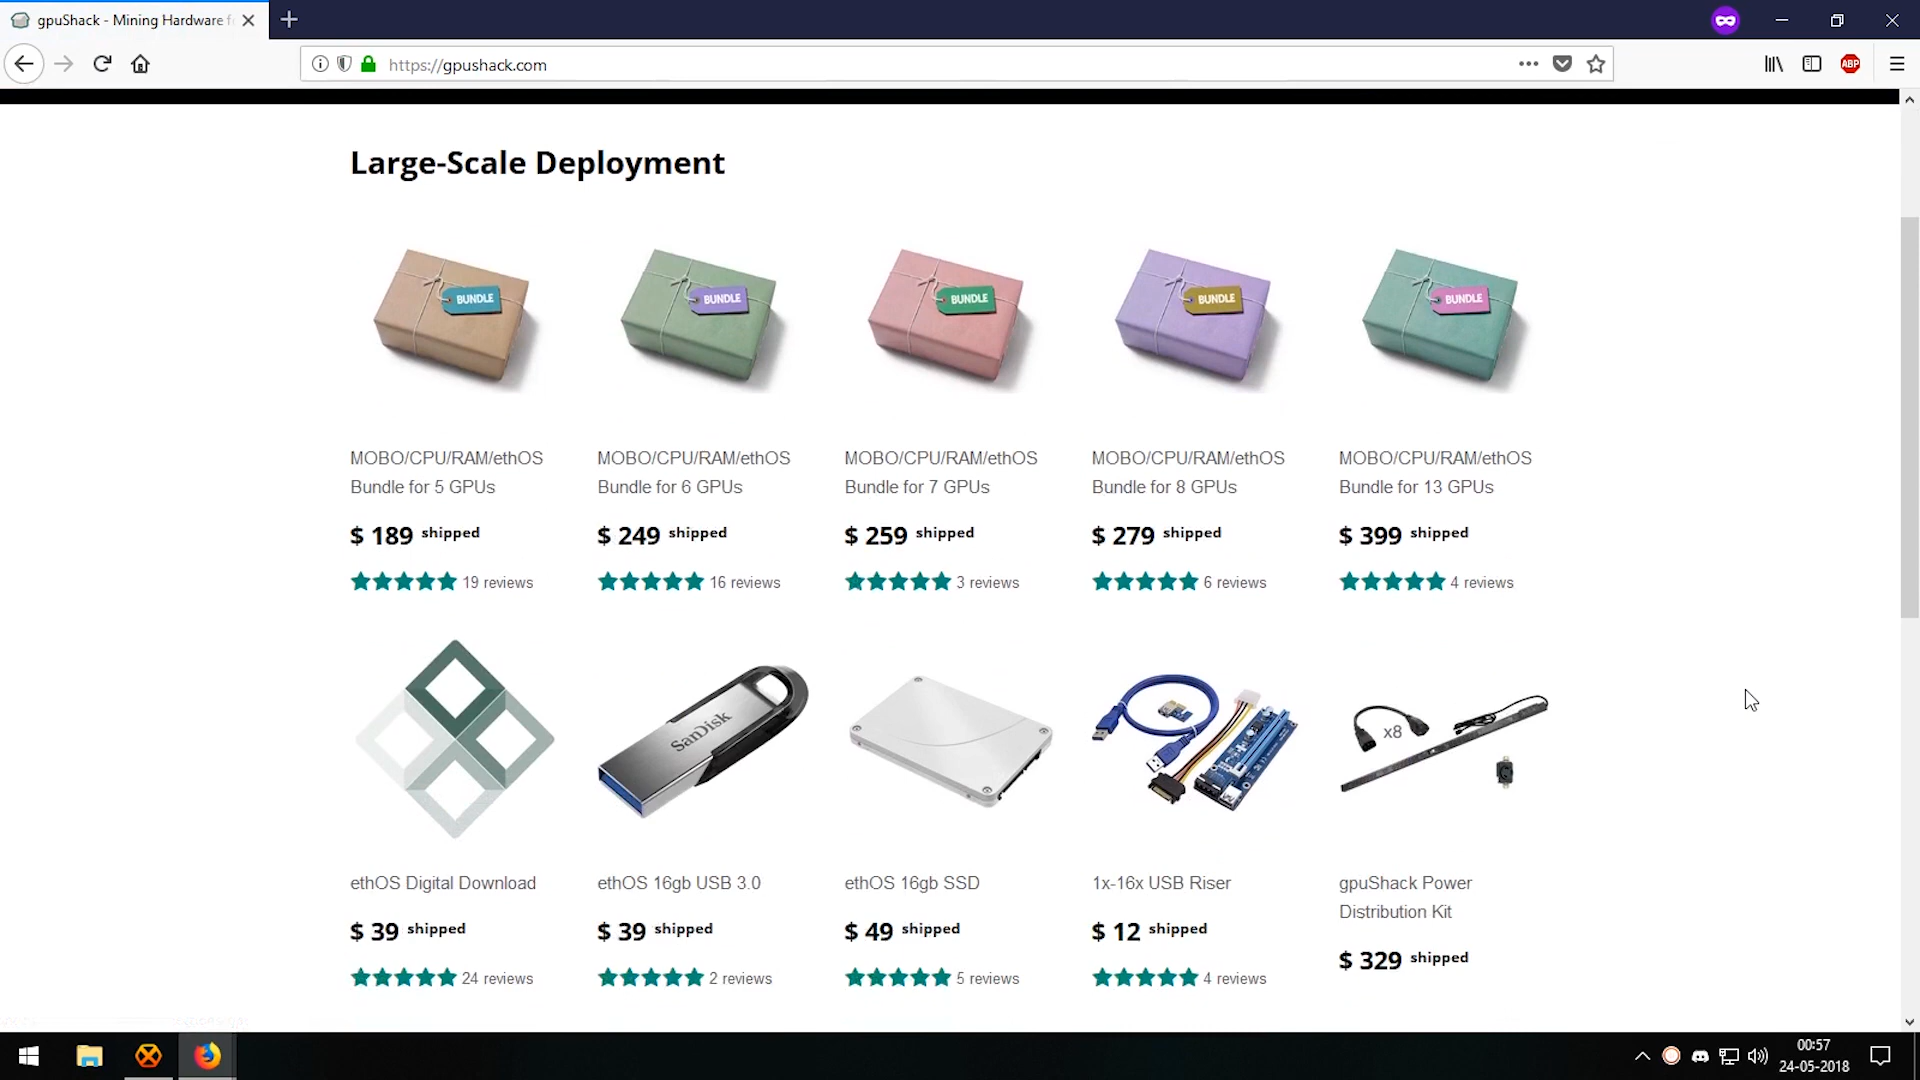 gpuShack - Mining Hardware f
https://gpushack.com
ABP
Large-Scale Deployment
BUNDLE
BUNDLE
BUNDLE
BUNDLE
BUNDLE
MOBO/CPU/RAM/ethOS
Bundle for 5 GPUs
$ 189 shipped
19 reviews
MOBO/CPU/RAM/ethOS
Bundle for 6 GPUs
$ 249 shipped
16 reviews
MOBO/CPU/RAM/ethOS
Bundle for 7 GPUs
$ 259 shipped
3 reviews
MOBO/CPU/RAM/ethOS
Bundle for 8 GPUs
$ 279 shipped
6 reviews
MOBO/CPU/RAM/ethOS
Bundle for 13 GPUs
$ 399 shipped
4 reviews
ethOS Digital Download
$ 39 shipped
24 reviews
SanDisk
ethOS 16gb USB 3.0
$ 39 shipped
2 reviews
ethOS 16gb SSD
$ 49 shipped
5 reviews
1x-16x USB Riser
$ 12 shipped
4 reviews
x8
gpuShack Power
Distribution Kit
$ 329 shipped
00:57
24-05-2018